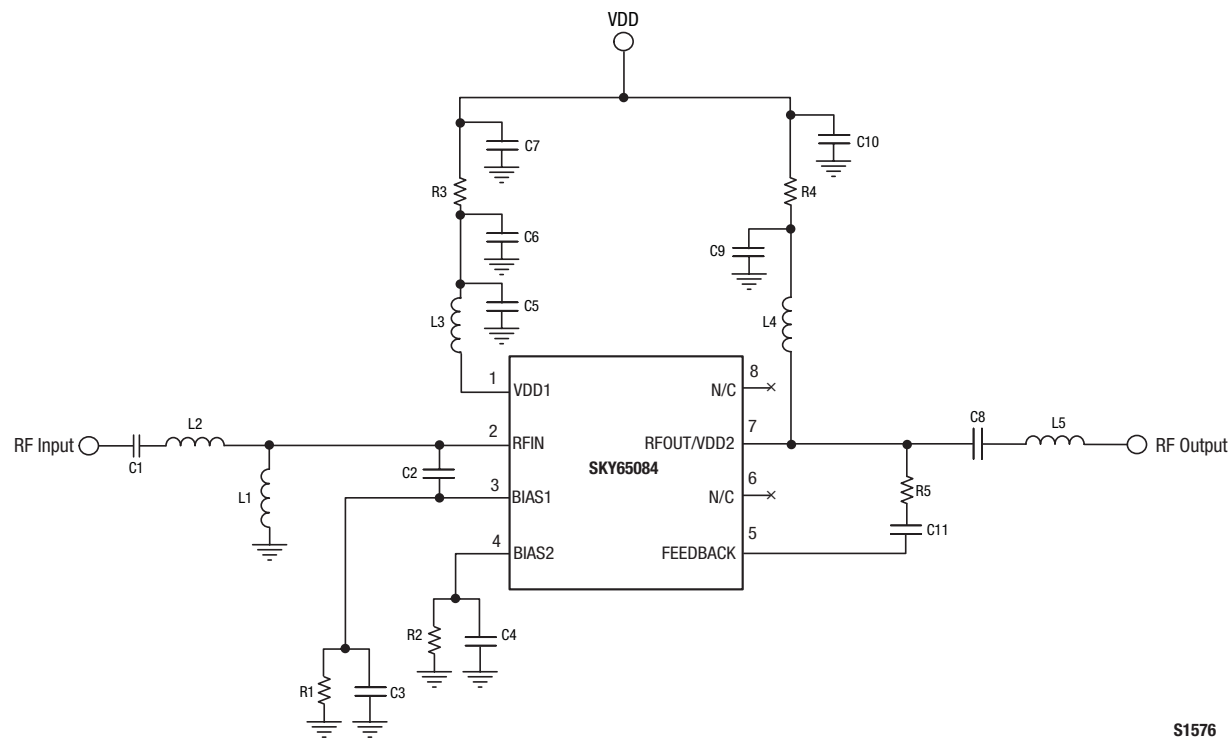 VDD
C7
C10
R3
R4
C6
C9
C5
L3
L4
1
8
VDD1
N/C
L2
2
7
C8
L5
RF Input
RFIN
RFOUT/VDD2
RF Output
C1
SKY65084
C2
R5
3
6
L1
BIAS1
N/C
C11
4
5
BIAS2
FEEDBACK
R2
C4
R1
C3
S1576